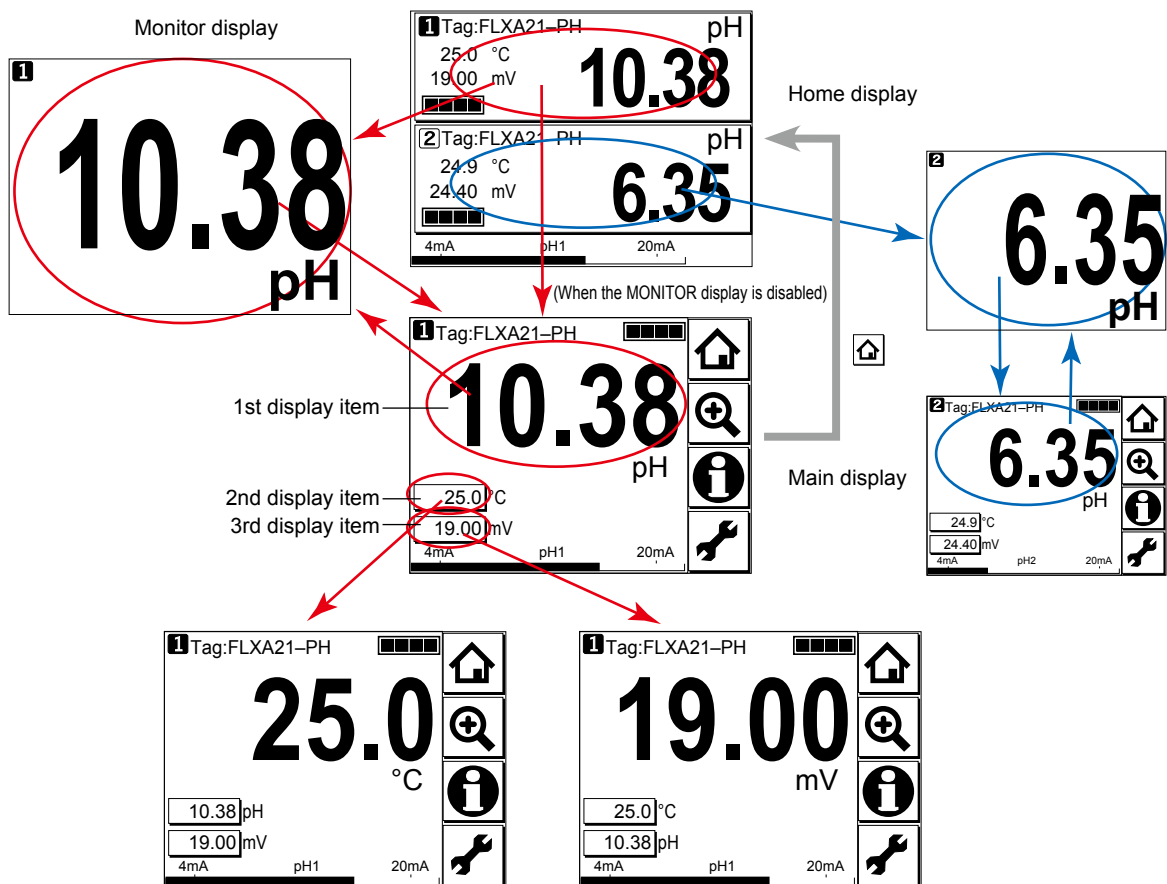 Monitor display
1
10.38
pH
1 Tag:FLXA21–PH pH
25.0 °C
19.00 mV
10.38
2 Tag:FLXA21–PH pH
24.9 °C
24.40 mV
6.35
4mA pH1 20mA
Home display
2
6.35
pH
(When the MONITOR display is disabled)
1 Tag:FLXA21–PH
10.38
pH
25.0 °C
19.00 mV
4mA pH1 20mA
1st display item
2nd display item
3rd display item
Main display
2 Tag:FLXA21–PH
6.35
pH
24.9 °C
24.40 mV
4mA pH2 20mA
1 Tag:FLXA21–PH
25.0
°C
10.38 pH
19.00 mV
4mA pH1 20mA
1 Tag:FLXA21–PH
19.00
mV
25.0 °C
10.38 pH
4mA pH1 20mA